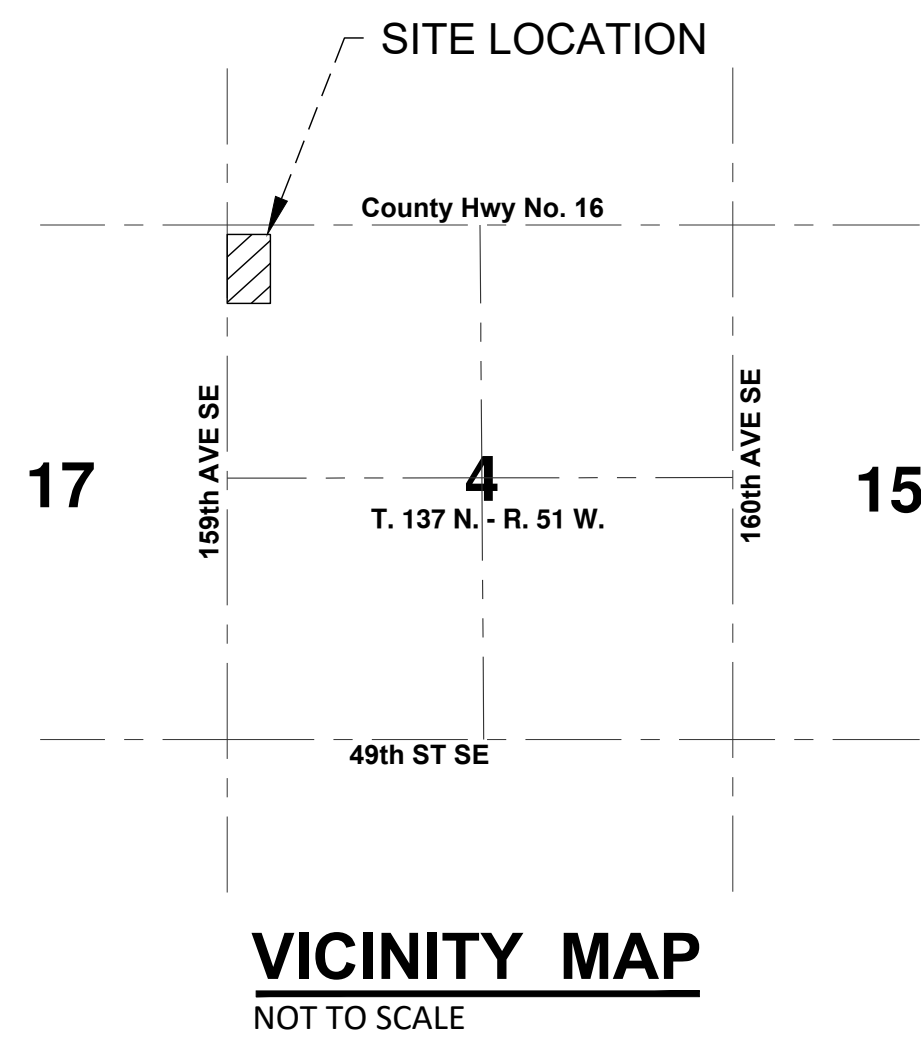 SITE LOCATION
County Hwy No. 16
159th AVE SE
160th AVE SE
17
4
15
T. 137 N. - R. 51 W.
49th ST SE
VICINITY MAP
NOT TO SCALE